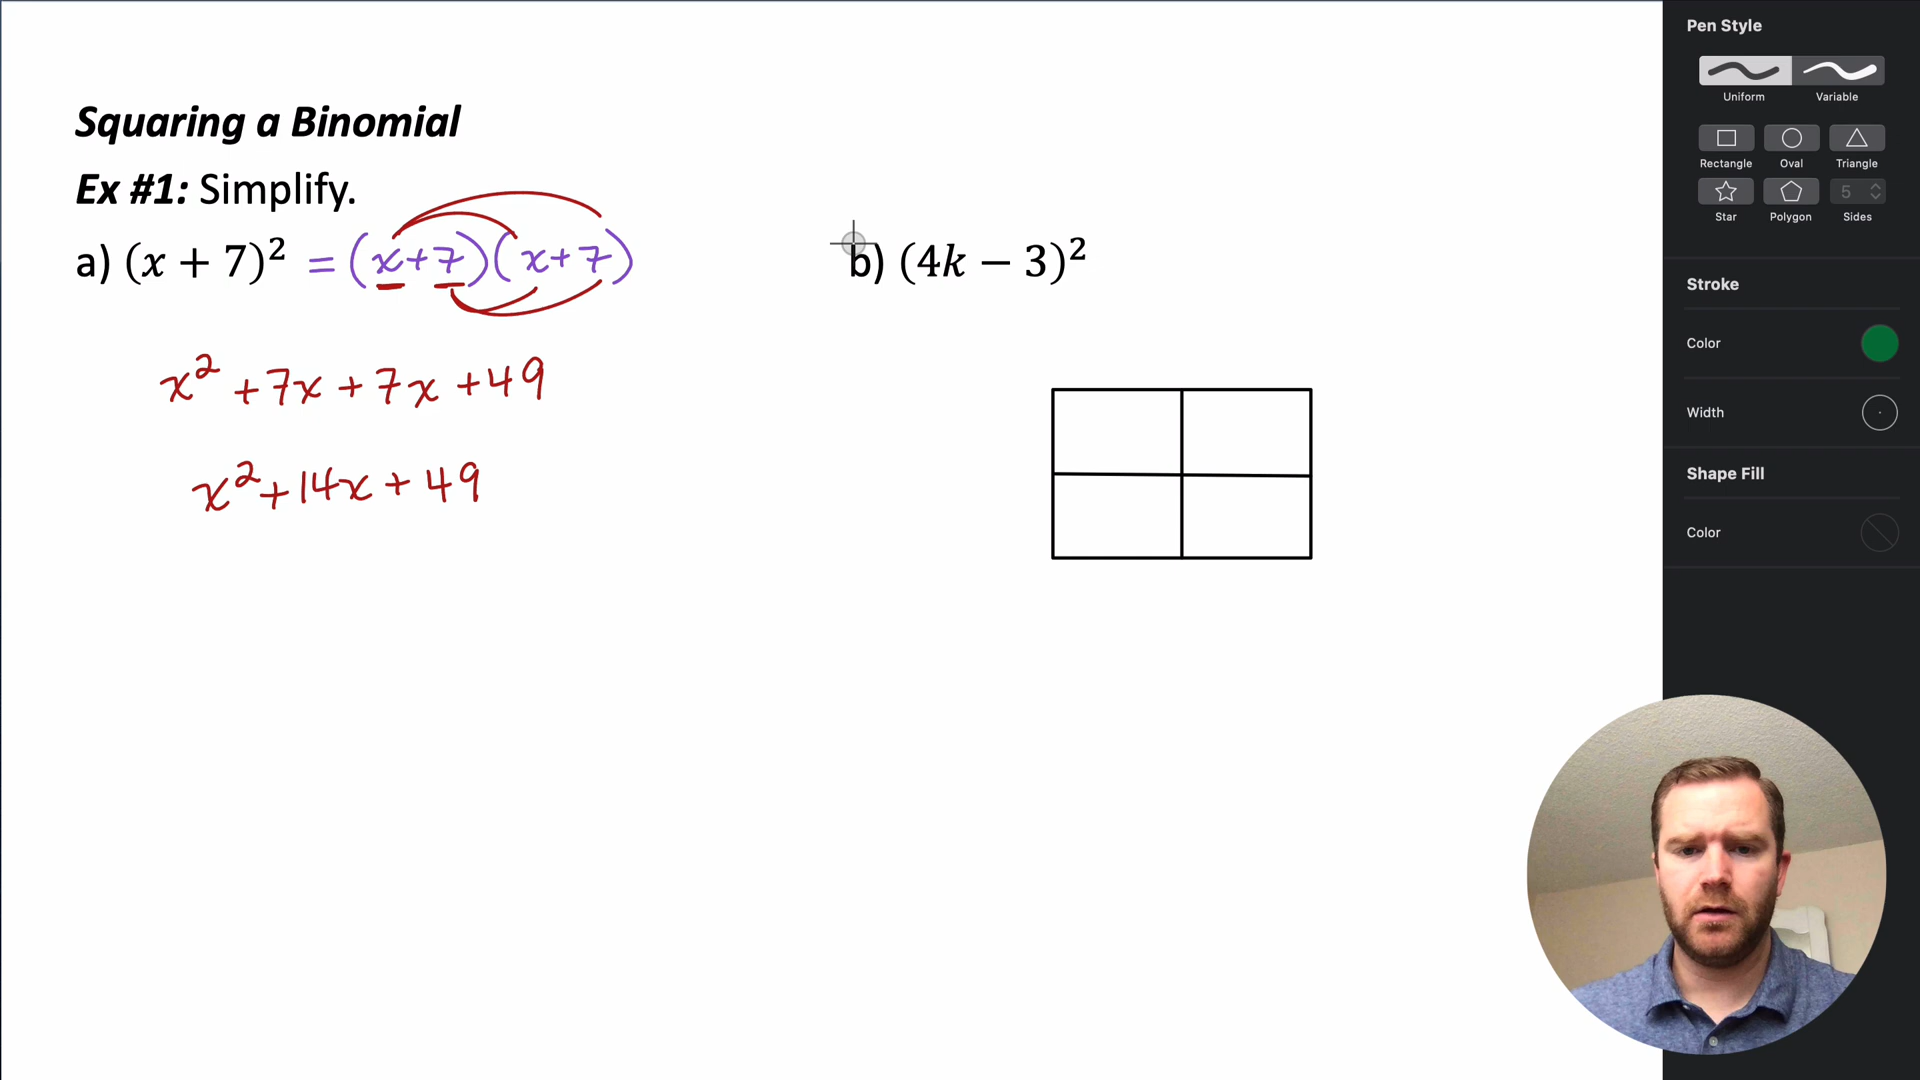 Squaring a Binomial
Ex #1: Simplify.
a) (x + 7)² = (x+7)(x+7)
x² +7x + 7x +49
x²+14x + 49
b) (4k − 3)²
Pen Style
Uniform Variable
Rectangle Oval Triangle
5
Star Polygon Sides
Stroke
Color
Width
Shape Fill
Color